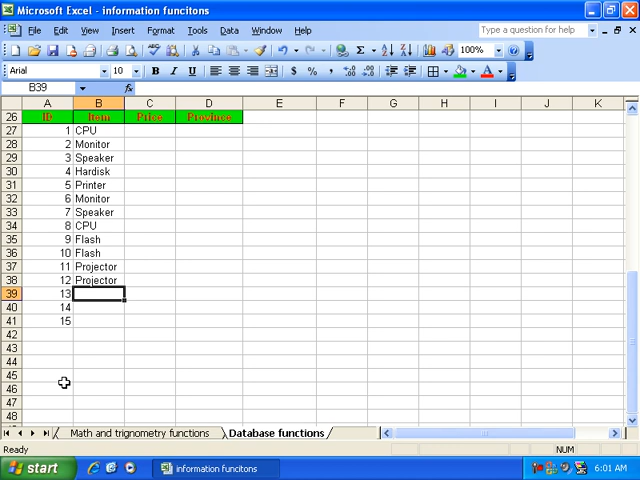 Microsoft Excel - information funcitons
File Edit View Insert Format Tools Data Window Help
Type a question for help
100%
Arial 10 B I U $ % ,
B39 fx
A B C D E F G H I J K
26 ID Item Price Province
27 1 CPU
28 2 Monitor
29 3 Speaker
30 4 Hardisk
31 5 Printer
32 6 Monitor
33 7 Speaker
34 8 CPU
35 9 Flash
36 10 Flash
37 11 Projector
38 12 Projector
39 13
40 14
41 15
42
43
44
45
46
47
48
Math and trignometry functions Database functions
Ready NUM
start information funcitons 6:01 AM